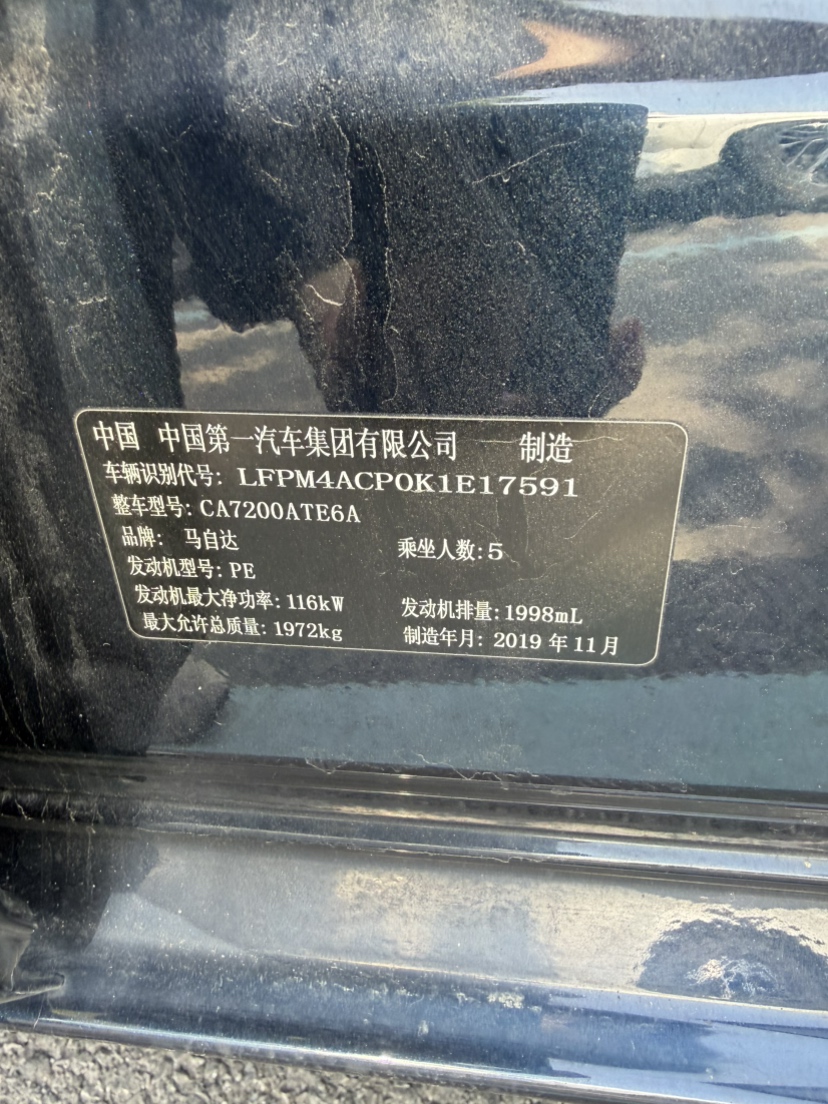 中国 中国第一汽车集团有限公司 制造
车辆识别代号: LFPM4ACP0K1E17591
整车型号: CA7200ATE6A
品牌: 马自达 乘坐人数: 5
发动机型号: PE
发动机最大净功率: 116kW 发动机排量: 1998mL
最大允许总质量: 1972kg 制造年月: 2019 年 11 月